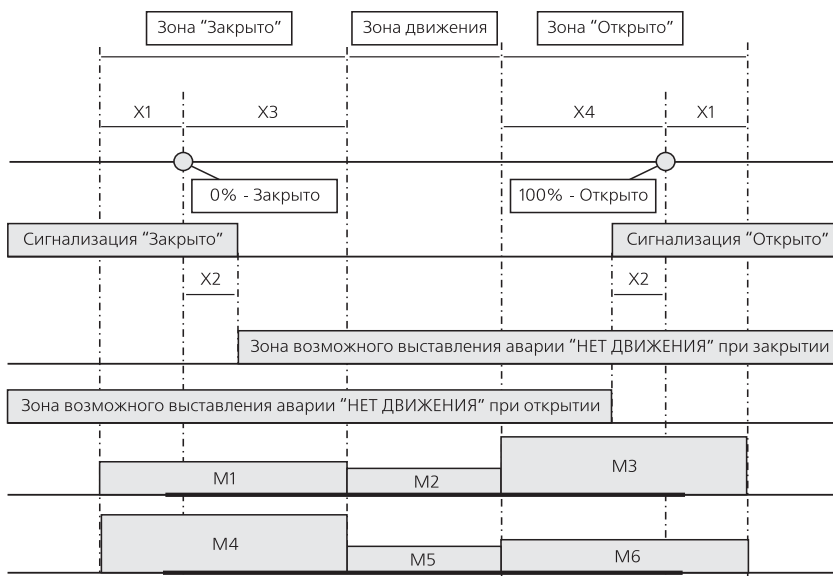 Зона “Закрыто”
Зона движения
Зона “Открыто”
X1
X3
X4
X1
0% - Закрыто
100% - Открыто
Сигнализация “Закрыто”
Сигнализация “Открыто”
X2
X2
Зона возможного выставления аварии “НЕТ ДВИЖЕНИЯ” при закрытии
Зона возможного выставления аварии “НЕТ ДВИЖЕНИЯ” при открытии
M1
M2
M3
M4
M5
M6